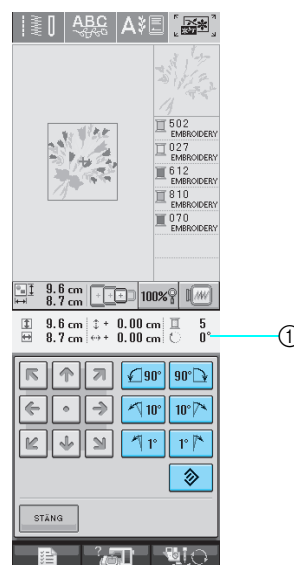 ABC A
502
EMBROIDERY
027
EMBROIDERY
612
EMBROIDERY
810
EMBROIDERY
070
EMBROIDERY
9.6 cm
8.7 cm
100%
9.6 cm + 0.00 cm 5
8.7 cm + 0.00 cm 0°
①
90° 90°
10° 10°
1° 1°
STÄNG
?